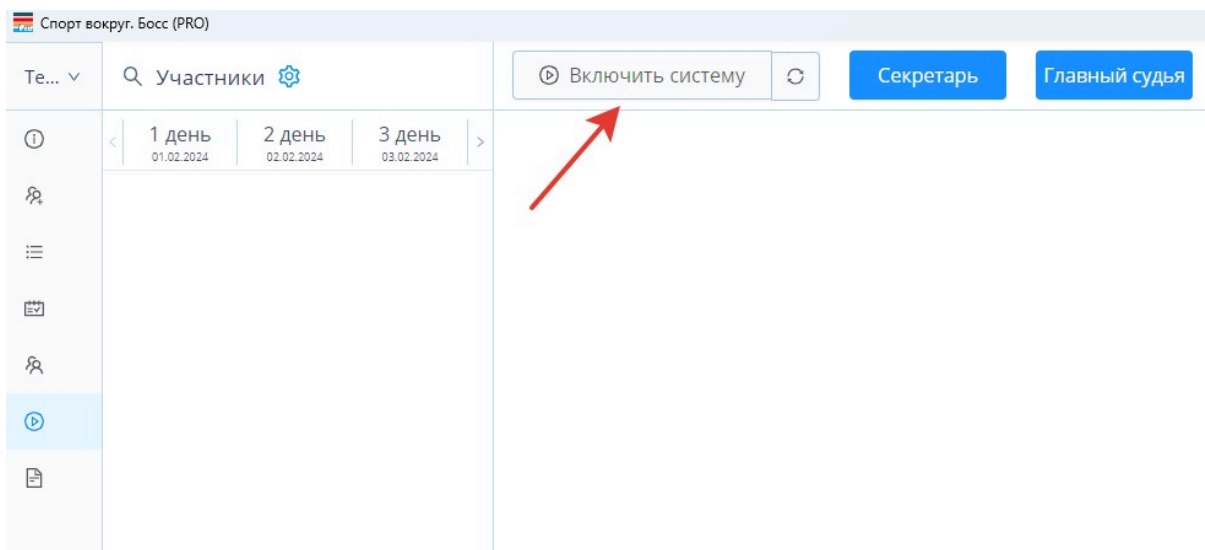 Спорт вокруг. Босс (PRO)
Те... Участники Включить систему Секретарь Главный судья
1 день 2 день 3 день
01.02.2024 02.02.2024 03.02.2024